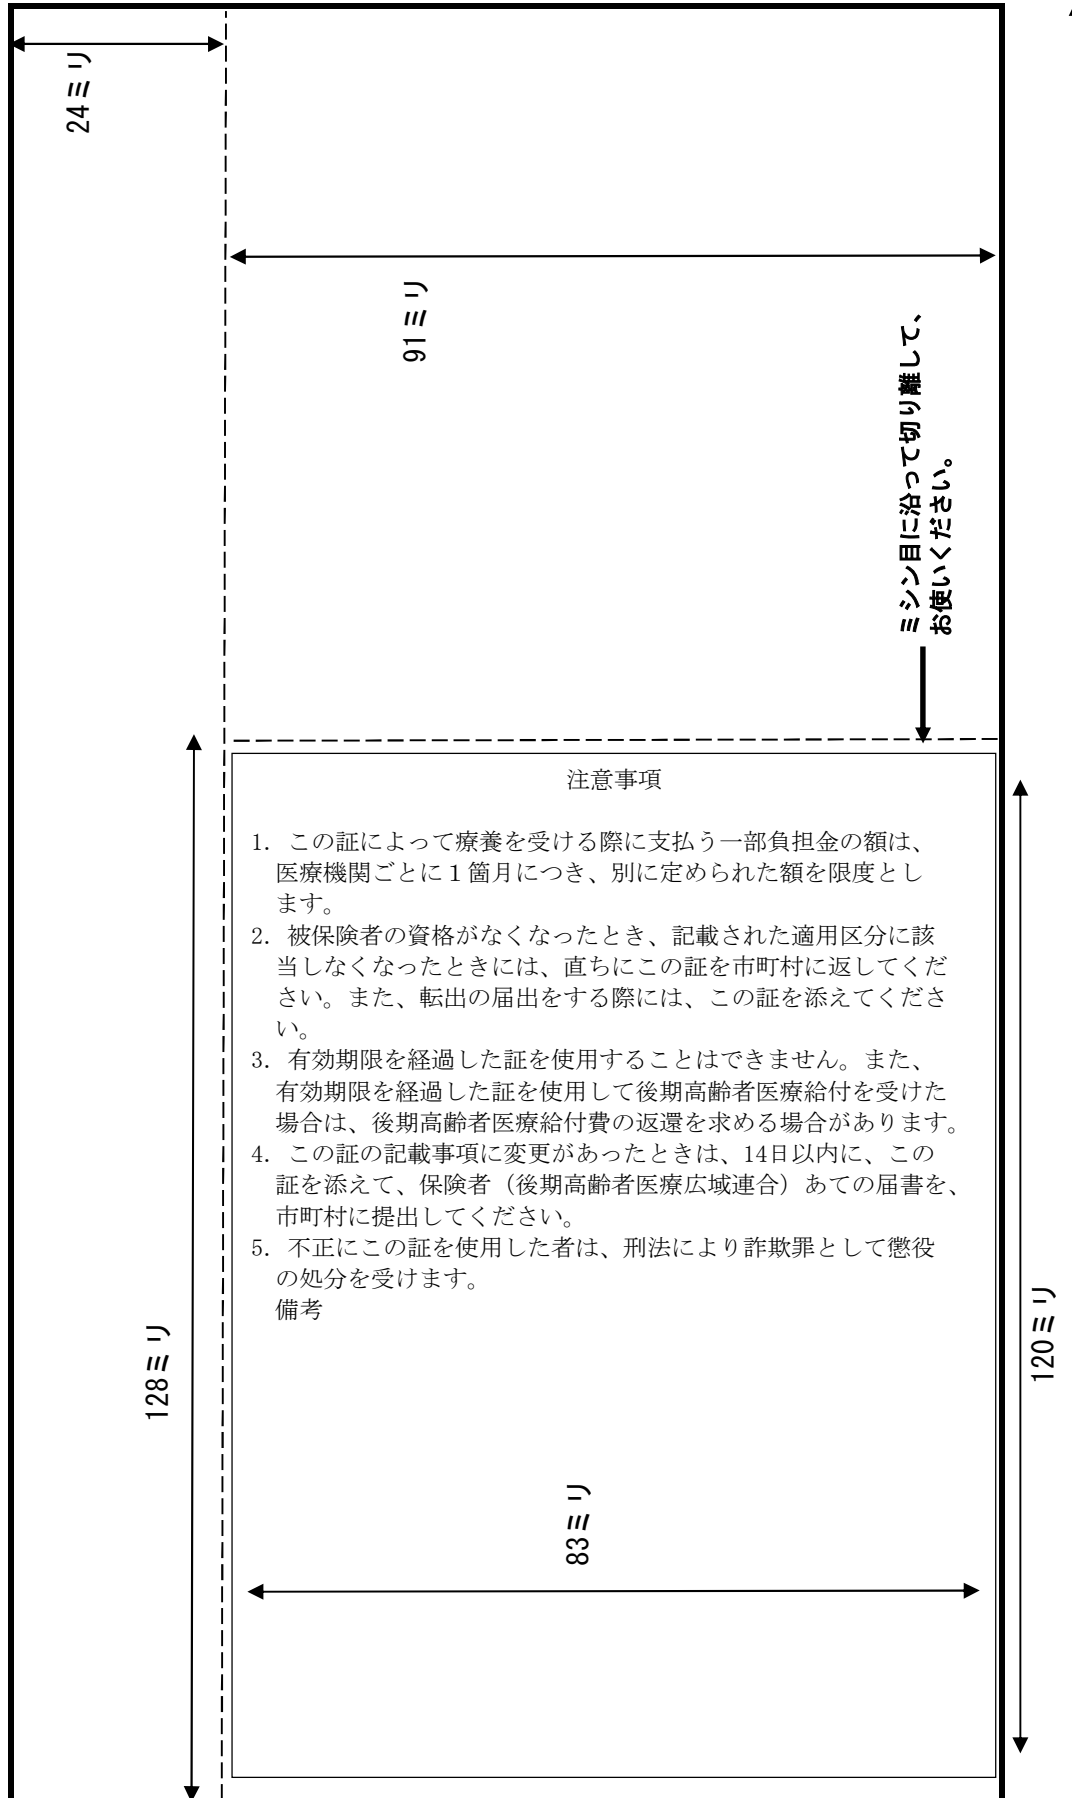 24ミリ
91ミリ
ミシン目に沿って切り離して、
お使いください。
注意事項
1. この証によって療養を受ける際に支払う一部負担金の額は、
医療機関ごとに１箇月につき、別に定められた額を限度とし
ます。
2. 被保険者の資格がなくなったとき、記載された適用区分に該
当しなくなったときには、直ちにこの証を市町村に返してくだ
さい。また、転出の届出をする際には、この証を添えてくださ
い。
3. 有効期限を経過した証を使用することはできません。また、
有効期限を経過した証を使用して後期高齢者医療給付を受けた
場合は、後期高齢者医療給付費の返還を求める場合があります。
4. この証の記載事項に変更があったときは、14日以内に、この
証を添えて、保険者（後期高齢者医療広域連合）あての届書を、
市町村に提出してください。
5. 不正にこの証を使用した者は、刑法により詐欺罪として懲役
の処分を受けます。
備考
128ミリ
120ミリ
83ミリ